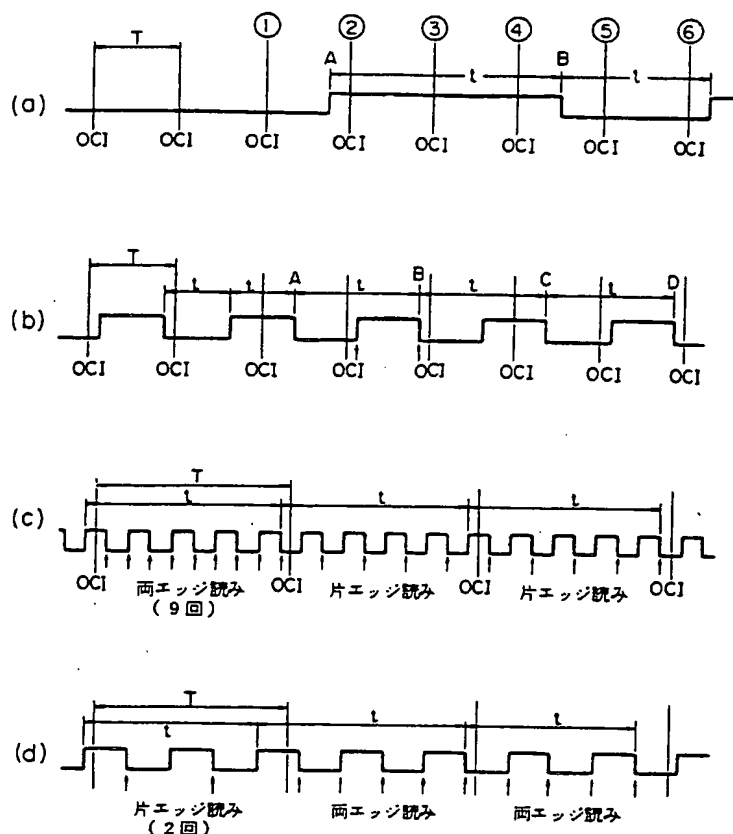 T ① ② ③ ④ ⑤ ⑥
A B
t t
(a)
OCI OCI OCI OCI OCI OCI OCI OCI
T
t t A t B t C t D
(b)
OCI OCI OCI OCI OCI OCI OCI OCI
T
t t t
(c)
OCI OCI OCI OCI
両エッジ読み 片エッジ読み 片エッジ読み
(9回)
T
t t t
(d)
片エッジ読み 両エッジ読み 両エッジ読み
(2回)